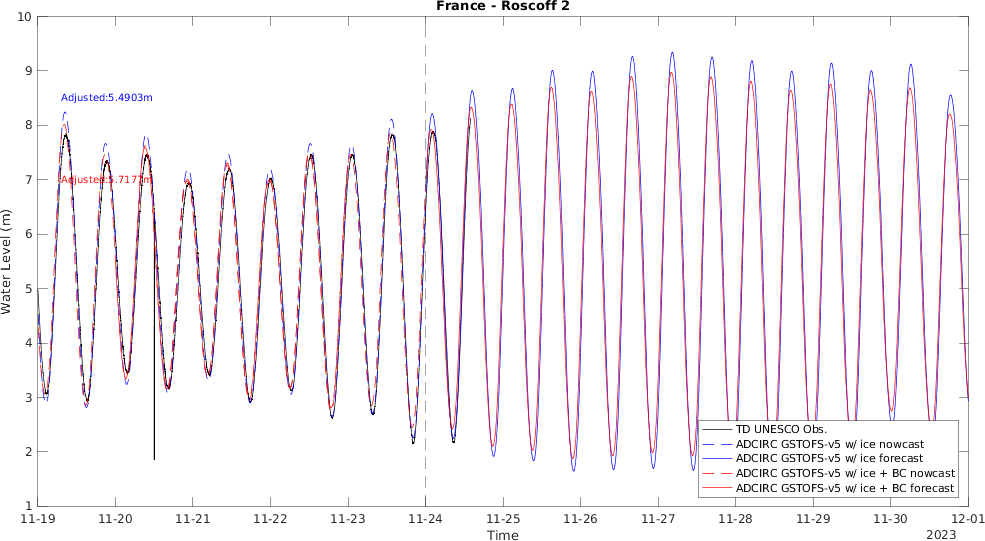 France - Roscoff 2
10
9
8
7
6
5
4
3
2
1
Water Level (m)
Adjusted:5.4903m
Adjusted:5.7177m
TD UNESCO Obs.
ADCIRC GSTOFS-v5 w/ ice nowcast
ADCIRC GSTOFS-v5 w/ ice forecast
ADCIRC GSTOFS-v5 w/ ice + BC nowcast
ADCIRC GSTOFS-v5 w/ ice + BC forecast
11-19 11-20 11-21 11-22 11-23 11-24 11-25 11-26 11-27 11-28 11-29 11-30 12-01
Time
2023